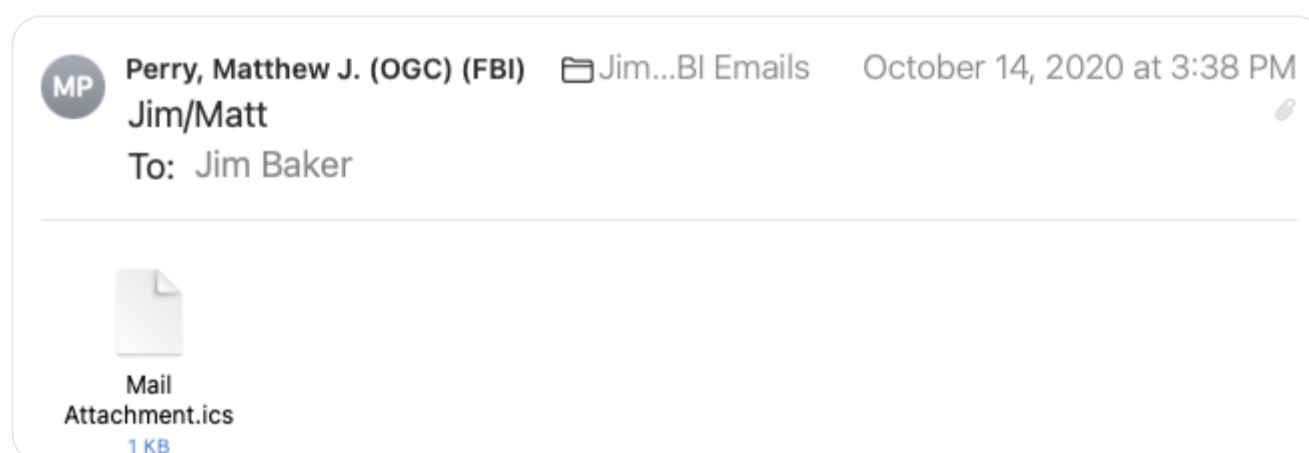 MP Perry, Matthew J. (OGC) (FBI) Jim...BI Emails October 14, 2020 at 3:38 PM
Jim/Matt
To: Jim Baker
Mail
Attachment.ics
1 KB